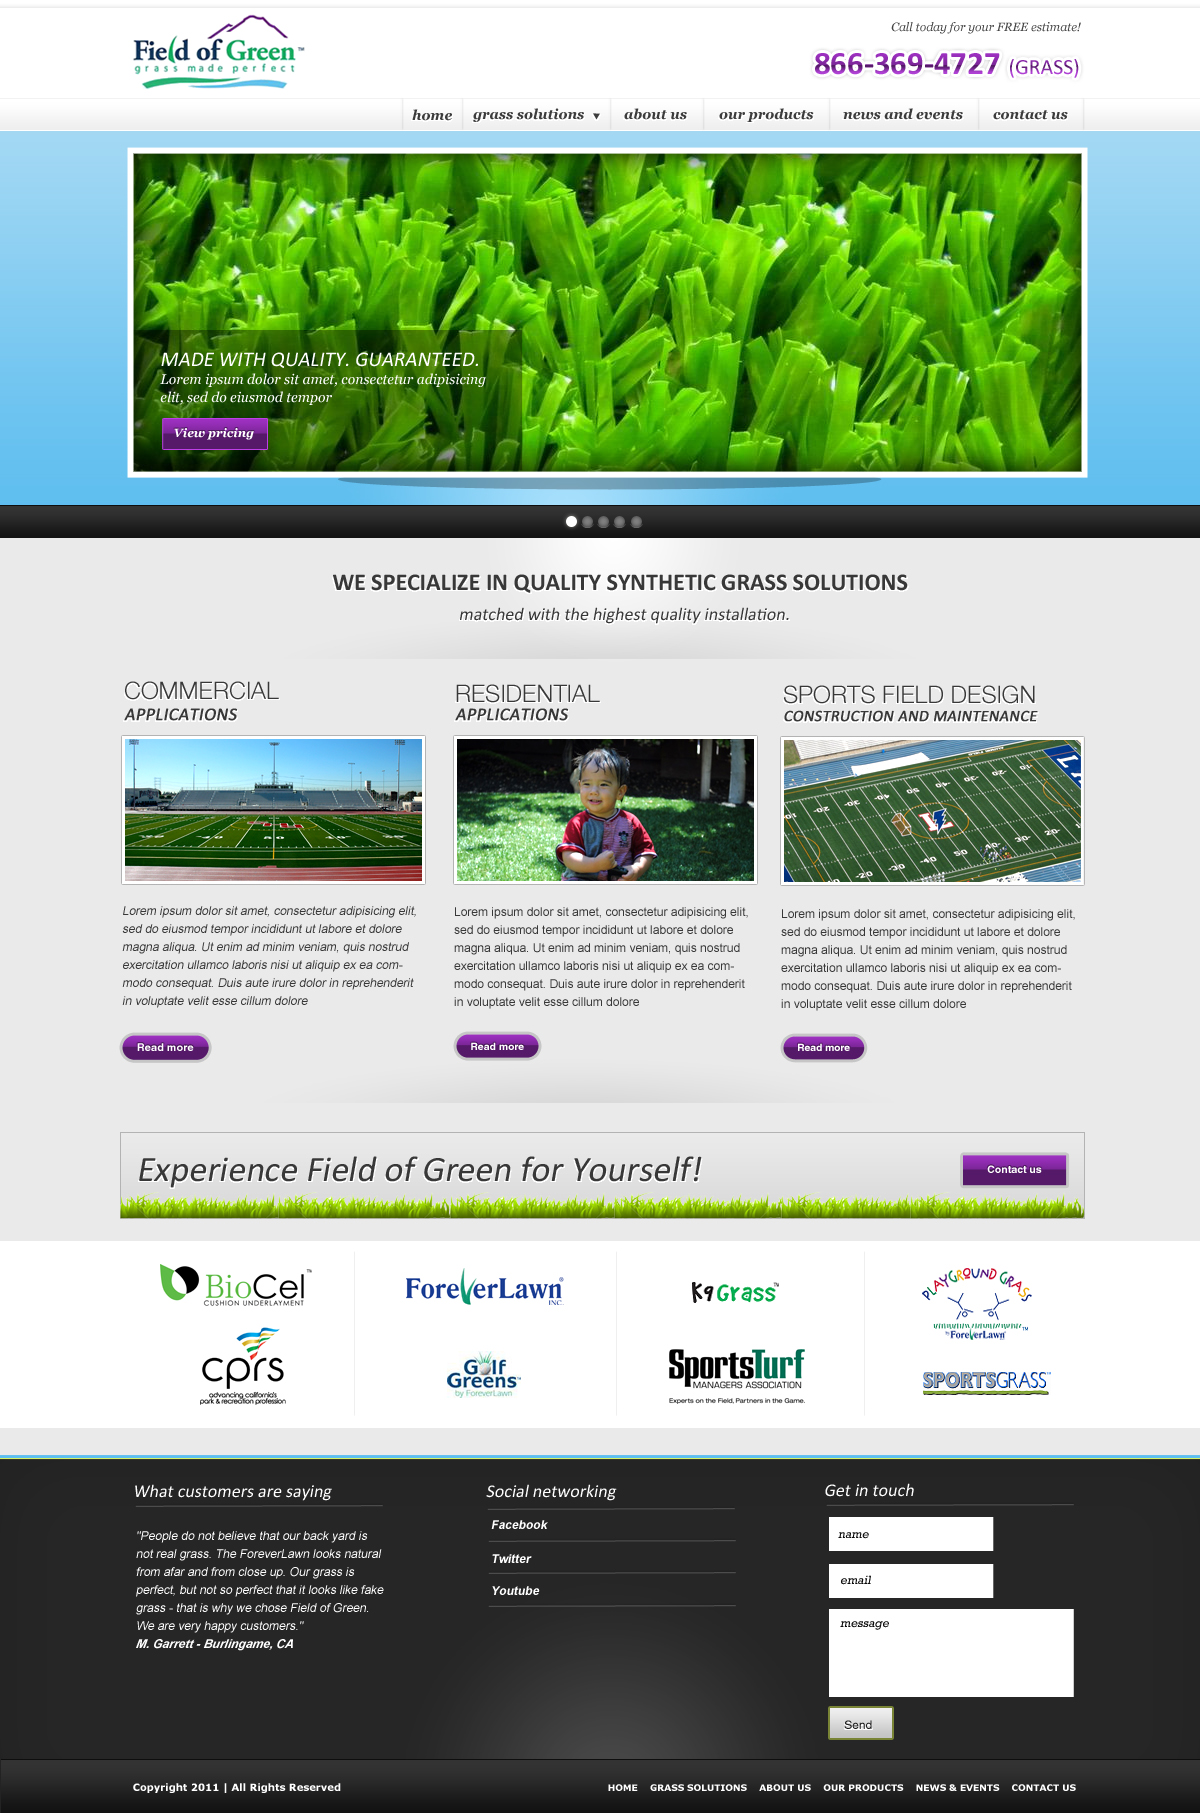 Field of Green™
grass made perfect
Call today for your FREE estimate!
866-369-4727 (GRASS)
home grass solutions ▼ about us our products news and events contact us
MADE WITH QUALITY. GUARANTEED.
Lorem ipsum dolor sit amet, consectetur adipisicing
elit, sed do eiusmod tempor
View pricing
WE SPECIALIZE IN QUALITY SYNTHETIC GRASS SOLUTIONS
matched with the highest quality installation.
COMMERCIAL
APPLICATIONS
Lorem ipsum dolor sit amet, consectetur adipisicing elit,
sed do eiusmod tempor incididunt ut labore et dolore
magna aliqua. Ut enim ad minim veniam, quis nostrud
exercitation ullamco laboris nisi ut aliquip ex ea com-
modo consequat. Duis aute irure dolor in reprehenderit
in voluptate velit esse cillum dolore
Read more
RESIDENTIAL
APPLICATIONS
Lorem ipsum dolor sit amet, consectetur adipisicing elit,
sed do eiusmod tempor incididunt ut labore et dolore
magna aliqua. Ut enim ad minim veniam, quis nostrud
exercitation ullamco laboris nisi ut aliquip ex ea com-
modo consequat. Duis aute irure dolor in reprehenderit
in voluptate velit esse cillum dolore
Read more
SPORTS FIELD DESIGN
CONSTRUCTION AND MAINTENANCE
Lorem ipsum dolor sit amet, consectetur adipisicing elit,
sed do eiusmod tempor incididunt ut labore et dolore
magna aliqua. Ut enim ad minim veniam, quis nostrud
exercitation ullamco laboris nisi ut aliquip ex ea com-
modo consequat. Duis aute irure dolor in reprehenderit
in voluptate velit esse cillum dolore
Read more
Experience Field of Green for Yourself!
Contact us
BioCel™
CUSHION UNDERLAYMENT
ForeverLawn®
INC.
K9Grass™
PLAYGROUND GRASS™
by ForeverLawn
cprs
advancing california's
park & recreation profession
Golf
Greens™
by ForeverLawn
SportsTurf
MANAGERS ASSOCIATION
Experts on the Field, Partners in the Game.
SPORTSGRASS™
What customers are saying
"People do not believe that our back yard is
not real grass. The ForeverLawn looks natural
from afar and from close up. Our grass is
perfect, but not so perfect that it looks like fake
grass - that is why we chose Field of Green.
We are very happy customers."
M. Garrett - Burlingame, CA
Social networking
Facebook
Twitter
Youtube
Get in touch
name
email
message
Send
Copyright 2011 | All Rights Reserved
HOME GRASS SOLUTIONS ABOUT US OUR PRODUCTS NEWS & EVENTS CONTACT US